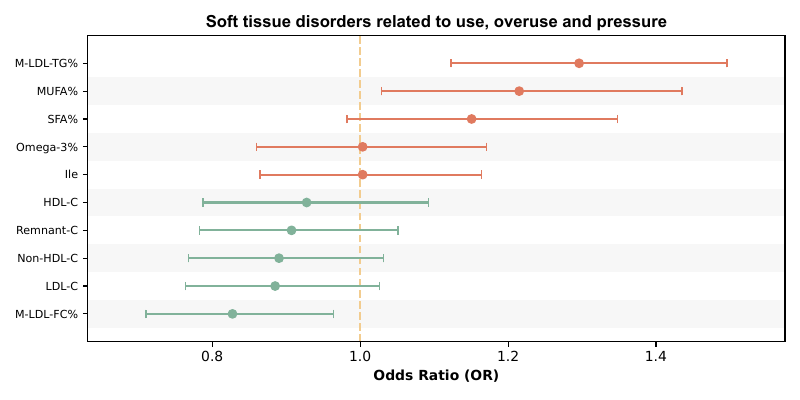 Soft tissue disorders related to use, overuse and pressure
M-LDL-TG%
MUFA%
SFA%
Omega-3%
Ile
HDL-C
Remnant-C
Non-HDL-C
LDL-C
M-LDL-FC%
0.8 1.0 1.2 1.4
Odds Ratio (OR)